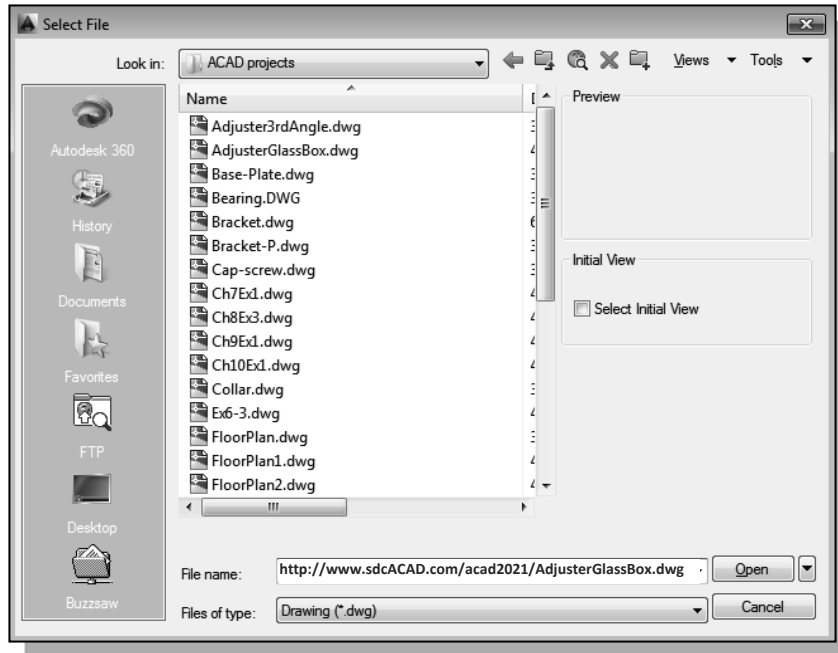 Select File
Look in:
ACAD projects
Views
Tools
Autodesk 360
History
Documents
Favorites
FTP
Desktop
Buzzsaw
Name
Adjuster3rdAngle.dwg
AdjusterGlassBox.dwg
Base-Plate.dwg
Bearing.DWG
Bracket.dwg
Bracket-P.dwg
Cap-screw.dwg
Ch7Ex1.dwg
Ch8Ex3.dwg
Ch9Ex1.dwg
Ch10Ex1.dwg
Collar.dwg
Ex6-3.dwg
FloorPlan.dwg
FloorPlan1.dwg
FloorPlan2.dwg
Preview
Initial View
Select Initial View
File name:
http://www.sdcACAD.com/acad2021/AdjusterGlassBox.dwg
Open
Files of type:
Drawing (*.dwg)
Cancel